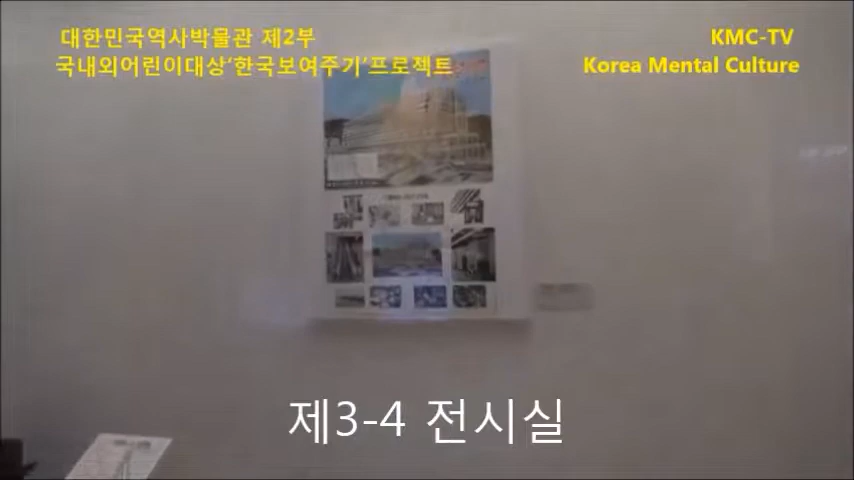 대한민국역사박물관 제2부
KMC-TV
국내외어린이대상‘한국보여주기’프로젝트
Korea Mental Culture
제3-4 전시실